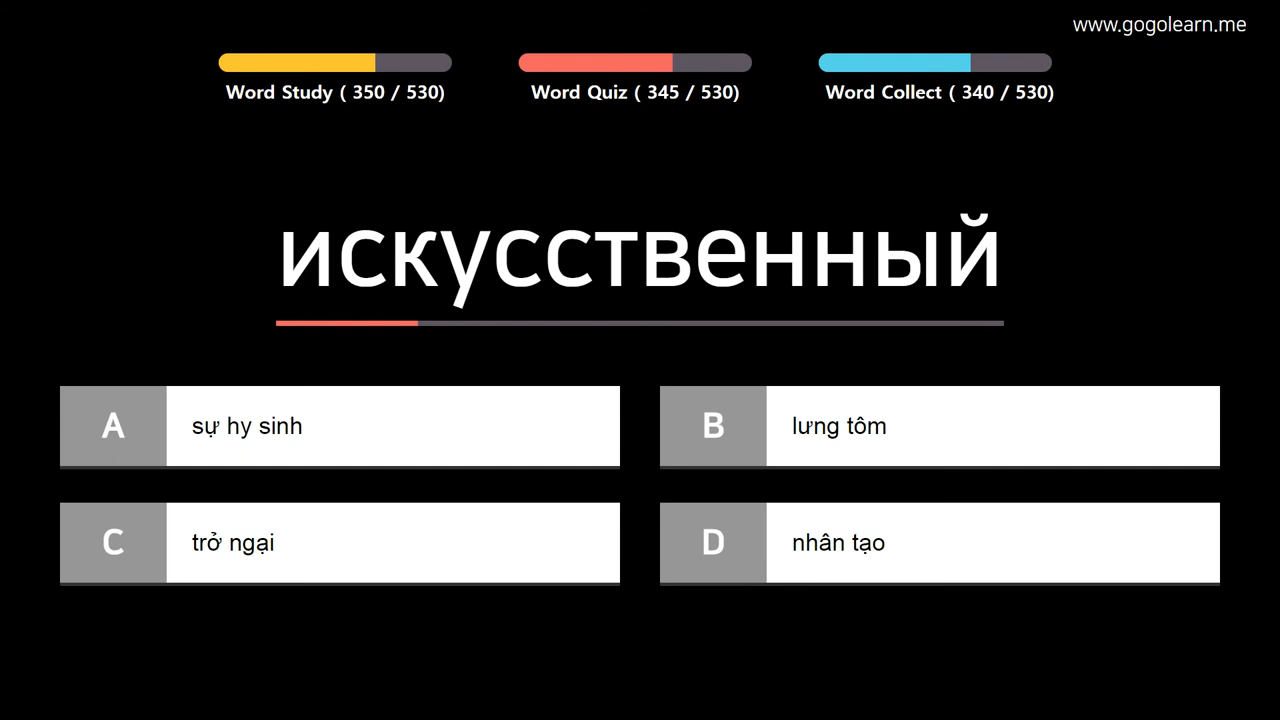 www.gogolearn.me
Word Study ( 350 / 530)
Word Quiz ( 345 / 530)
Word Collect ( 340 / 530)
искусственный
A
sự hy sinh
B
lưng tôm
C
trở ngại
D
nhân tạo